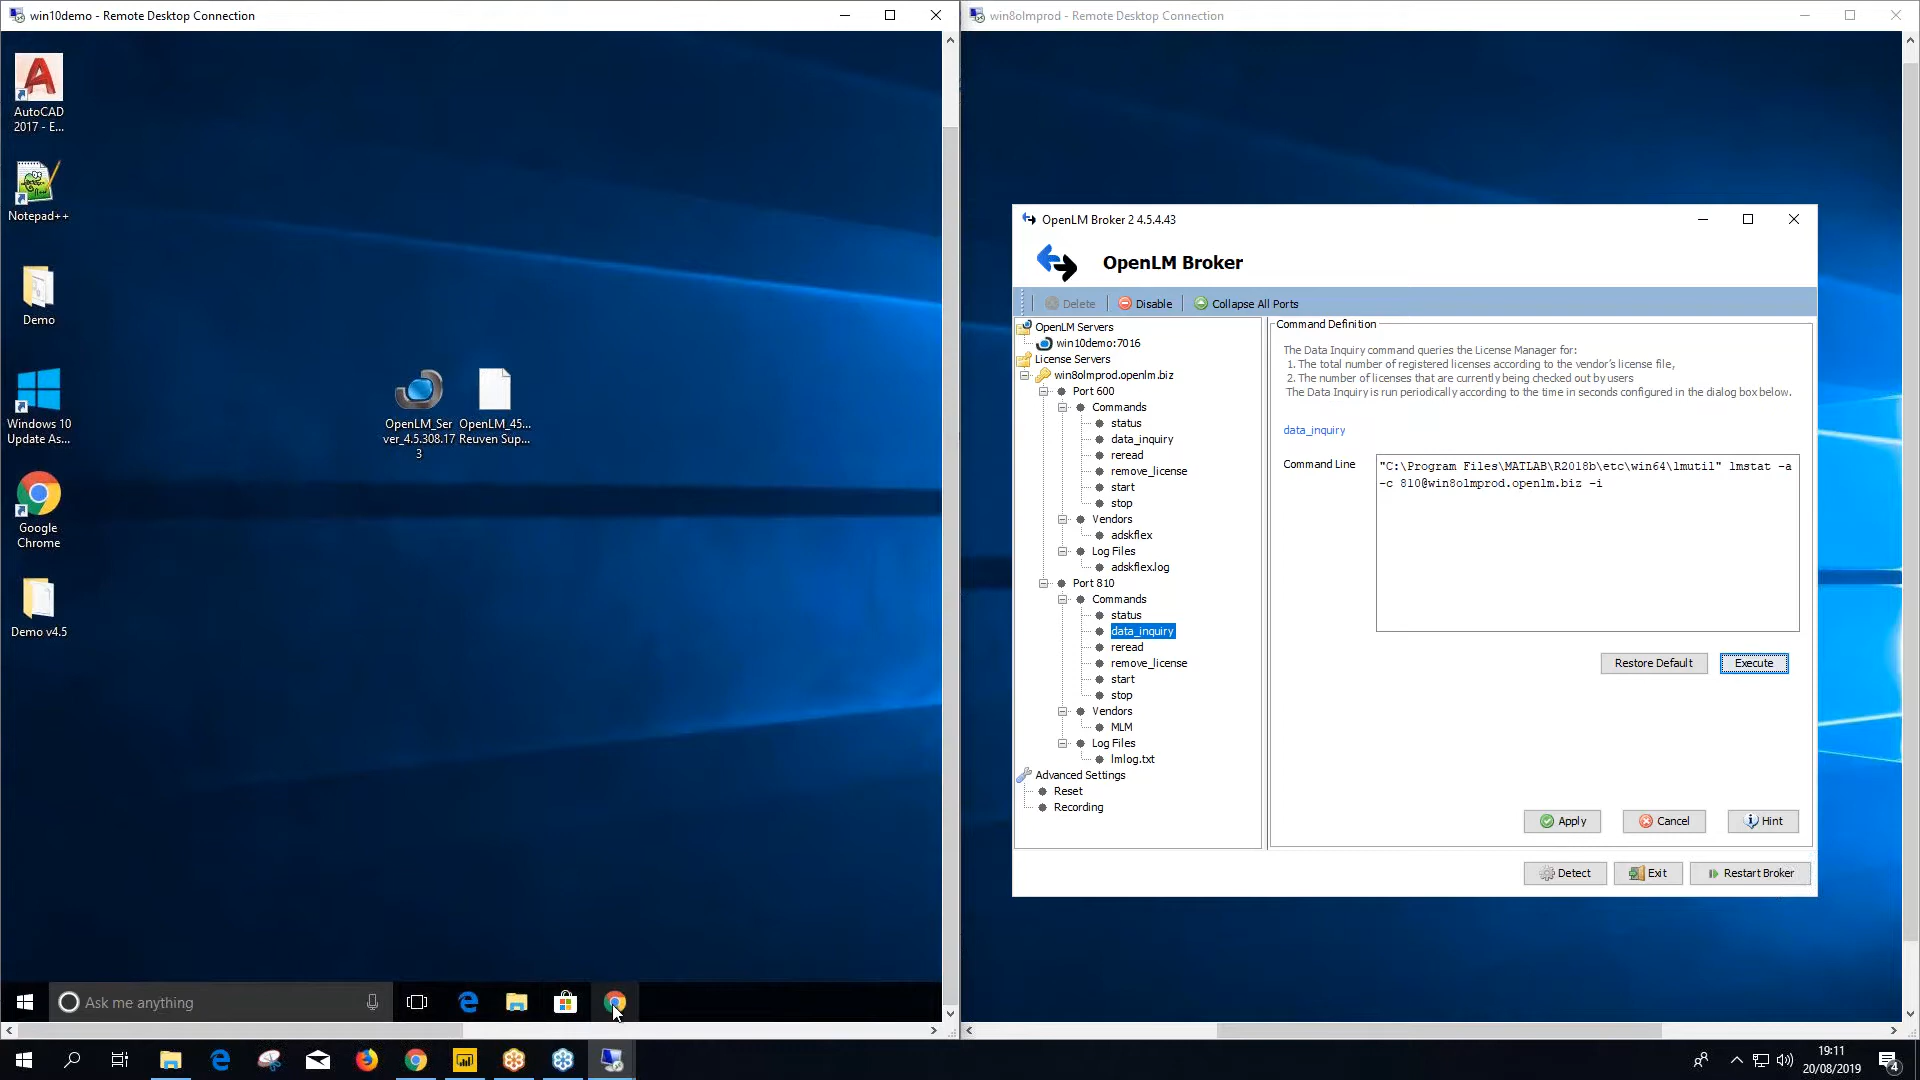 win10demo - Remote Desktop Connection
AutoCAD
2017 - E...
Notepad++
Demo
Windows 10
Update As...
Google
Chrome
Demo v4.5
OpenLM_Ser
ver_4.5.308.17
3
OpenLM_45...
Reuven Sup...
Ask me anything
win8olmprod - Remote Desktop Connection
OpenLM Broker 2 4.5.4.43
OpenLM Broker
Delete
Disable
Collapse All Ports
OpenLM Servers
win10demo:7016
License Servers
win8olmprod.openlm.biz
Port 600
Commands
status
data_inquiry
reread
remove_license
start
stop
Vendors
adskflex
Log Files
adskflex.log
Port 810
Commands
status
data_inquiry
reread
remove_license
start
stop
Vendors
MLM
Log Files
lmlog.txt
Advanced Settings
Reset
Recording
Command Definition
The Data Inquiry command queries the License Manager for:
1. The total number of registered licenses according to the vendor's license file,
2. The number of licenses that are currently being checked out by users
The Data Inquiry is run periodically according to the time in seconds configured in the dialog box below.
data_inquiry
Command Line
"C:\Program Files\MATLAB\R2018b\etc\win64\lmutil" lmstat -a
-c 810@win8olmprod.openlm.biz -i
Restore Default
Execute
Apply
Cancel
Hint
Detect
Exit
Restart Broker
19:11
20/08/2019
4